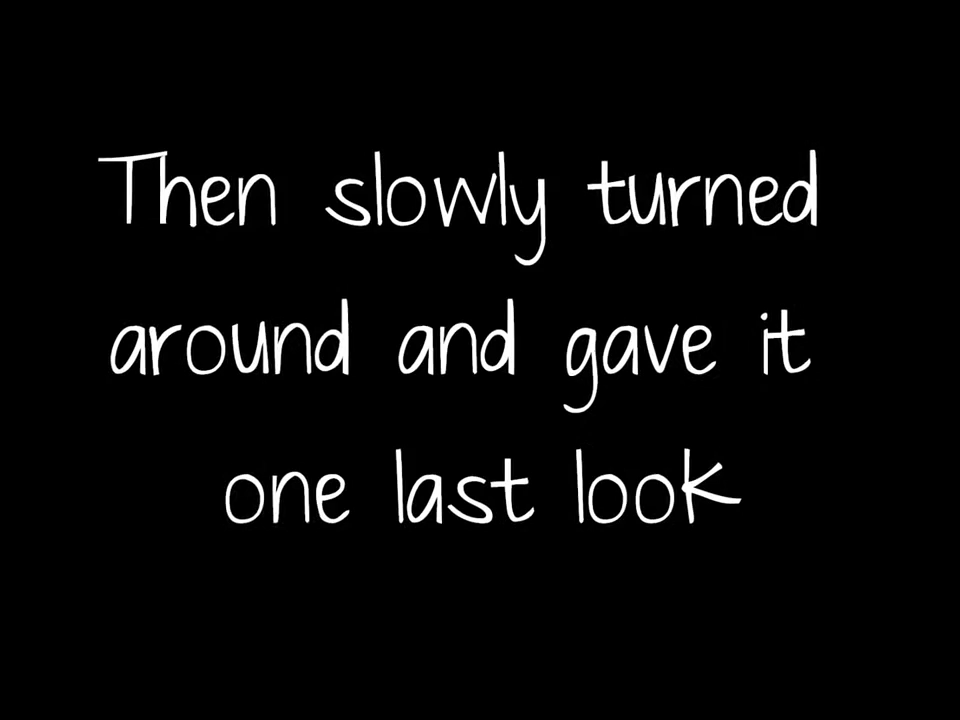 Then slowly turned
around and gave it
one last look